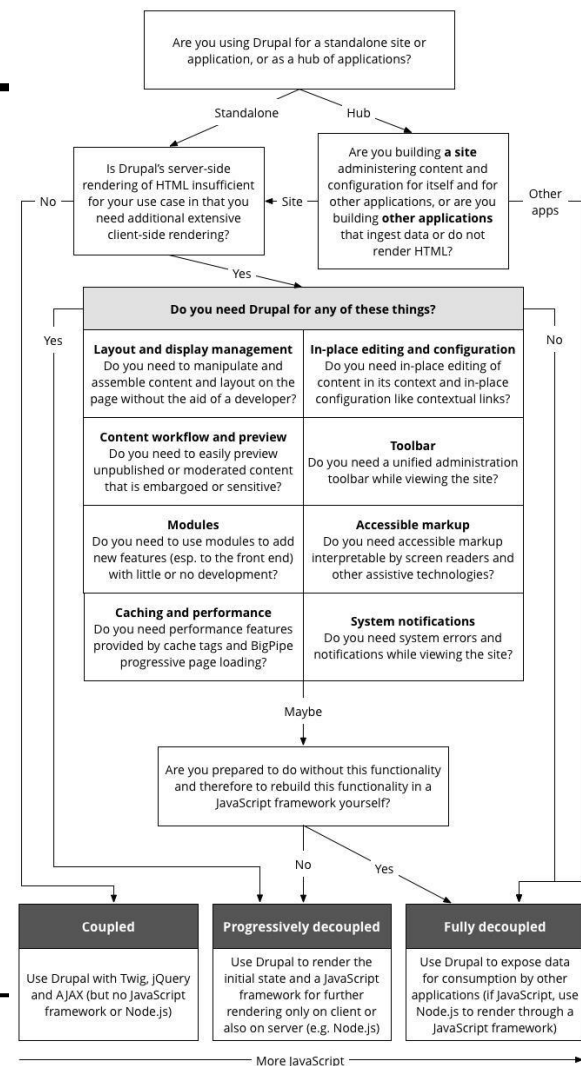 Are you using Drupal for a standalone site or
application, or as a hub of applications?
Standalone
Hub
Is Drupal's server-side
rendering of HTML insufficient
for your use case in that you
need additional extensive
client-side rendering?
Are you building a site
administering content and
configuration for itself and for
other applications, or are you
building other applications
that ingest data or do not
render HTML?
No
Site
Other
apps
Yes
Do you need Drupal for any of these things?
Yes
No
Layout and display management
Do you need to manipulate and
assemble content and layout on the
page without the aid of a developer?
In-place editing and configuration
Do you need in-place editing of
content in its context and in-place
configuration like contextual links?
Content workflow and preview
Do you need to easily preview
unpublished or moderated content
that is embargoed or sensitive?
Toolbar
Do you need a unified administration
toolbar while viewing the site?
Modules
Do you need to use modules to add
new features (esp. to the front end)
with little or no development?
Accessible markup
Do you need accessible markup
interpretable by screen readers and
other assistive technologies?
Caching and performance
Do you need performance features
provided by cache tags and BigPipe
progressive page loading?
System notifications
Do you need system errors and
notifications while viewing the site?
Maybe
Are you prepared to do without this functionality
and therefore to rebuild this functionality in a
JavaScript framework yourself?
No
Yes
Coupled
Use Drupal with Twig, jQuery
and AJAX (but no JavaScript
framework or Node.js)
Progressively decoupled
Use Drupal to render the
initial state and a JavaScript
framework for further
rendering only on client or
also on server (e.g. Node.js)
Fully decoupled
Use Drupal to expose data
for consumption by other
applications (if JavaScript, use
Node.js to render through a
JavaScript framework)
More JavaScript